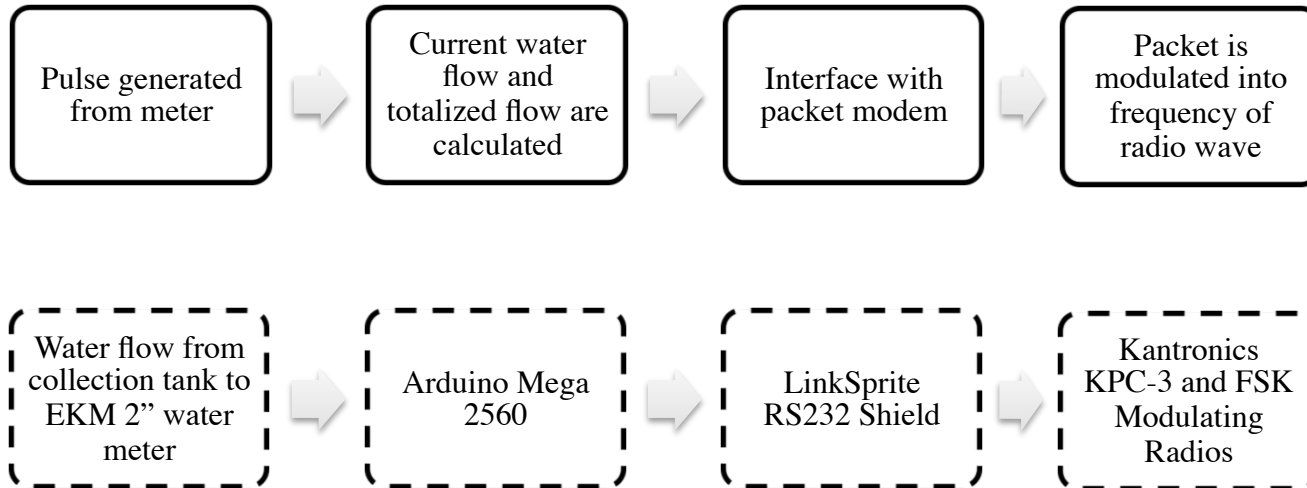 Pulse generated
from meter
Current water
flow and
totalized flow are
calculated
Interface with
packet modem
Packet is
modulated into
frequency of
radio wave
Water flow from
collection tank to
EKM 2” water
meter
Arduino Mega
2560
LinkSprite
RS232 Shield
Kantronics
KPC-3 and FSK
Modulating
Radios